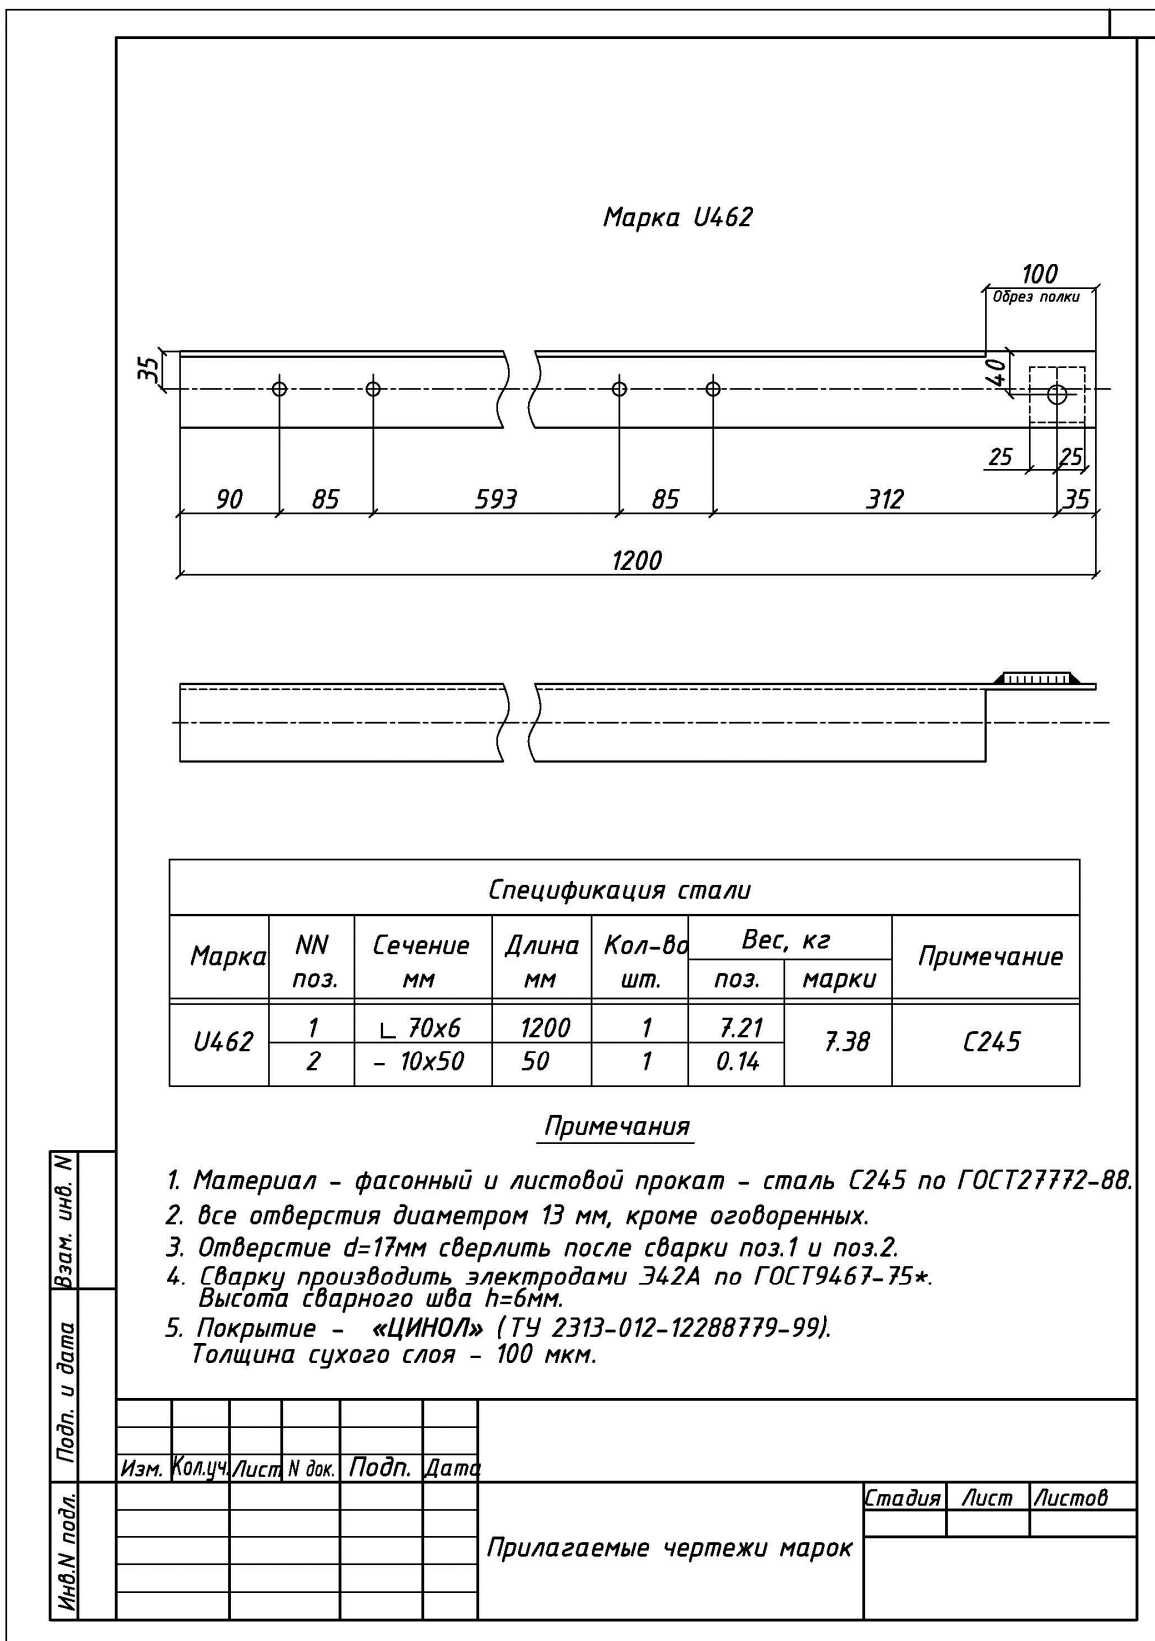 Марка U462
100
Обрез полки
35
40
25 25
90 85 593 85 312 35
1200
Спецификация стали
Марка NN поз. Сечение мм Длина мм Кол-во шт. Вес, кг Примечание
поз. марки
U462 1 ∟ 70х6 1200 1 7.21 7.38 С245
2 – 10х50 50 1 0.14
Примечания
1. Материал – фасонный и листовой прокат – сталь С245 по ГОСТ27772-88.
2. все отверстия диаметром 13 мм, кроме оговоренных.
3. Отверстие d=17мм сверлить после сварки поз.1 и поз.2.
4. Сварку производить электродами Э42А по ГОСТ9467-75*.
Высота сварного шва h=6мм.
5. Покрытие – «ЦИНОЛ» (ТУ 2313-012-12288779-99).
Толщина сухого слоя – 100 мкм.
Взам. инв. N
Подп. и дата
Инв.N подл.
Изм. Кол.уч. Лист N док. Подп. Дата
Стадия Лист Листов
Прилагаемые чертежи марок